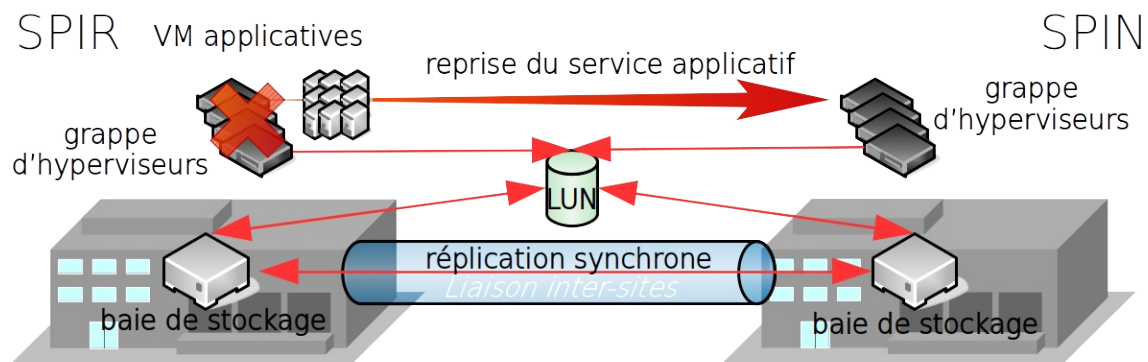 SPIR
VM applicatives
SPIN
reprise du service applicatif
grappe
d'hyperviseurs
grappe
d'hyperviseurs
LUN
réplication synchrone
Liaison inter-sites
baie de stockage
baie de stockage